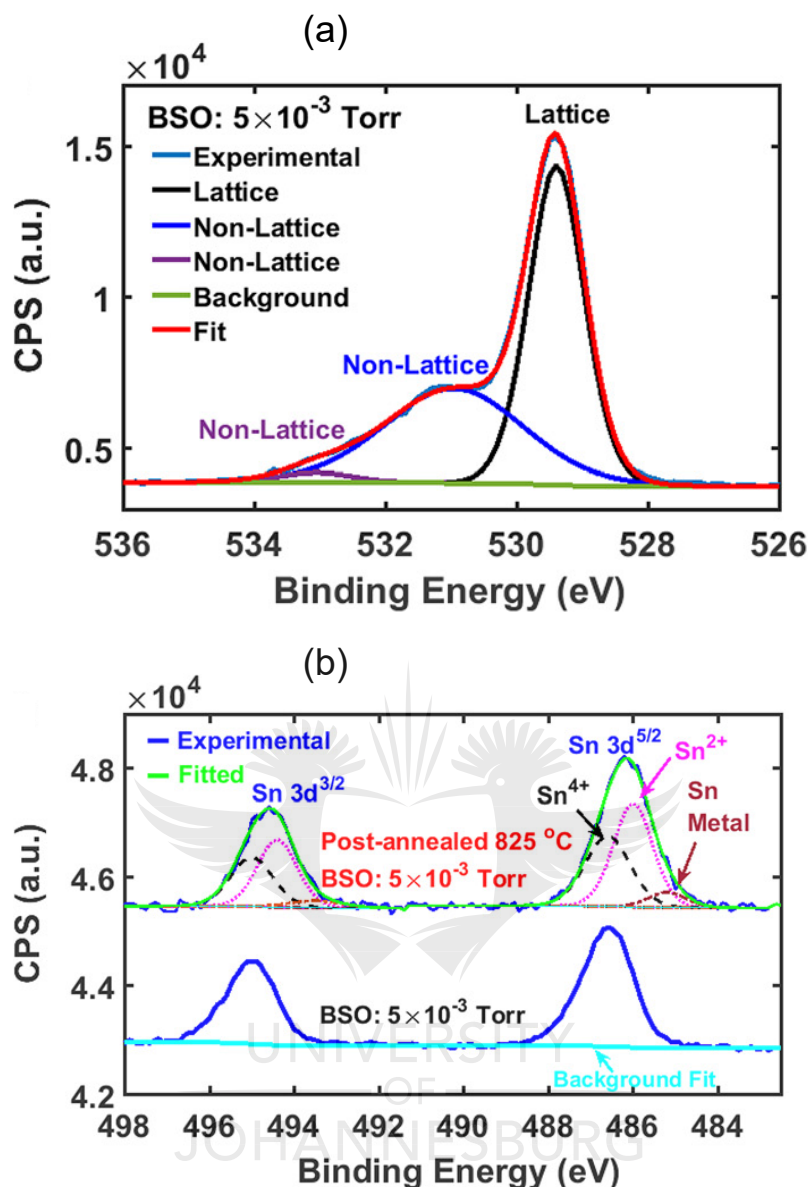 (a)
×10⁴
BSO: 5×10⁻³ Torr
Experimental
Lattice
Non-Lattice
Non-Lattice
Background
Fit
Lattice
Non-Lattice
Non-Lattice
1.5
1
0.5
CPS (a.u.)
536 534 532 530 528 526
Binding Energy (eV)
(b)
×10⁴
Experimental
Fitted
Sn 3d³ᐟ²
Sn 3d⁵ᐟ²
Sn²⁺
Sn⁴⁺
Sn
Metal
Post-annealed 825 °C
BSO: 5×10⁻³ Torr
BSO: 5×10⁻³ Torr
Background Fit
4.8
4.6
4.4
4.2
CPS (a.u.)
498 496 494 492 490 488 486 484
Binding Energy (eV)
UNIVERSITY
OF
JOHANNESBURG